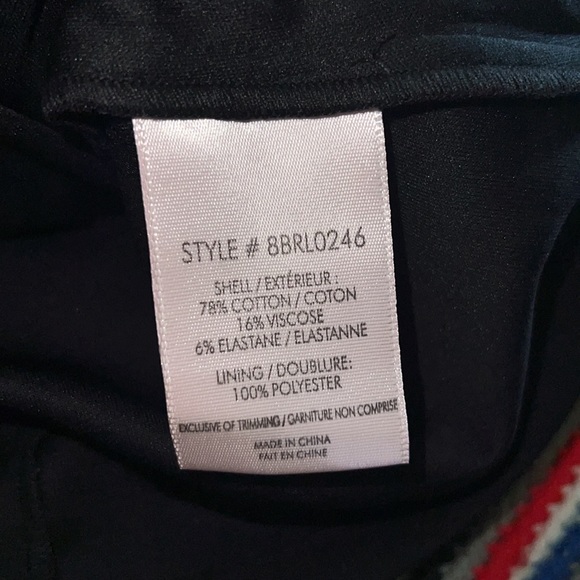 STYLE # 8BRL0246
SHELL / EXTÉRIEUR :
78% COTTON / COTON
16% VISCOSE
6% ELASTANE / ELASTANNE
LINING / DOUBLURE:
100% POLYESTER
EXCLUSIVE OF TRIMMING / GARNITURE NON COMPRISE
MADE IN CHINA
FAIT EN CHINE